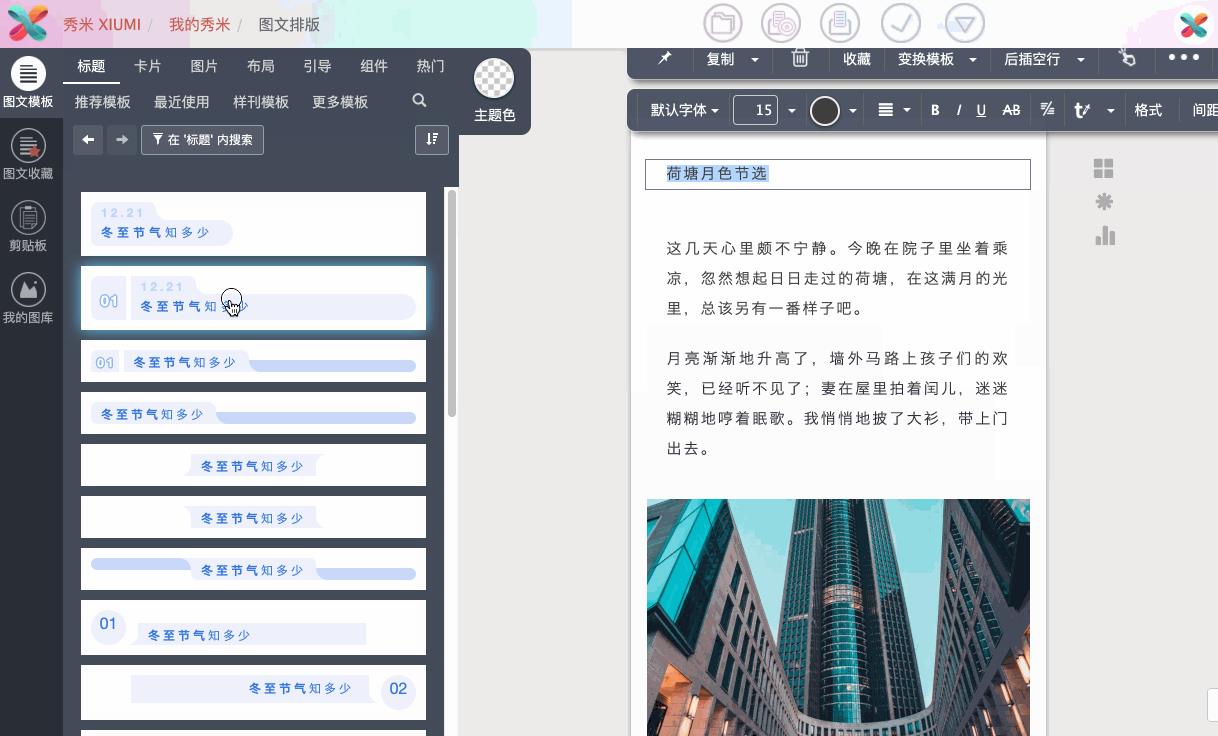 秀米 XIUMI / 我的秀米 / 图文排版
图文模板
图文收藏
剪贴板
我的图库
标题 卡片 图片 布局 引导 组件 热门
推荐模板 最近使用 样刊模板 更多模板
在 '标题' 内搜索
主题色
12.21
冬至节气知多少
01
12.21
冬至节气知多少
01
冬至节气知多少
冬至节气知多少
冬至节气知多少
冬至节气知多少
冬至节气知多少
01
冬至节气知多少
冬至节气知多少
02
复制 收藏 变换模板 后插空行
默认字体 15 B I U AB 格式 间距
荷塘月色节选
这几天心里颇不宁静。今晚在院子里坐着乘
凉，忽然想起日日走过的荷塘，在这满月的光
里，总该另有一番样子吧。
月亮渐渐地升高了，墙外马路上孩子们的欢
笑，已经听不见了；妻在屋里拍着闰儿，迷迷
糊糊地哼着眠歌。我悄悄地披了大衫，带上门
出去。